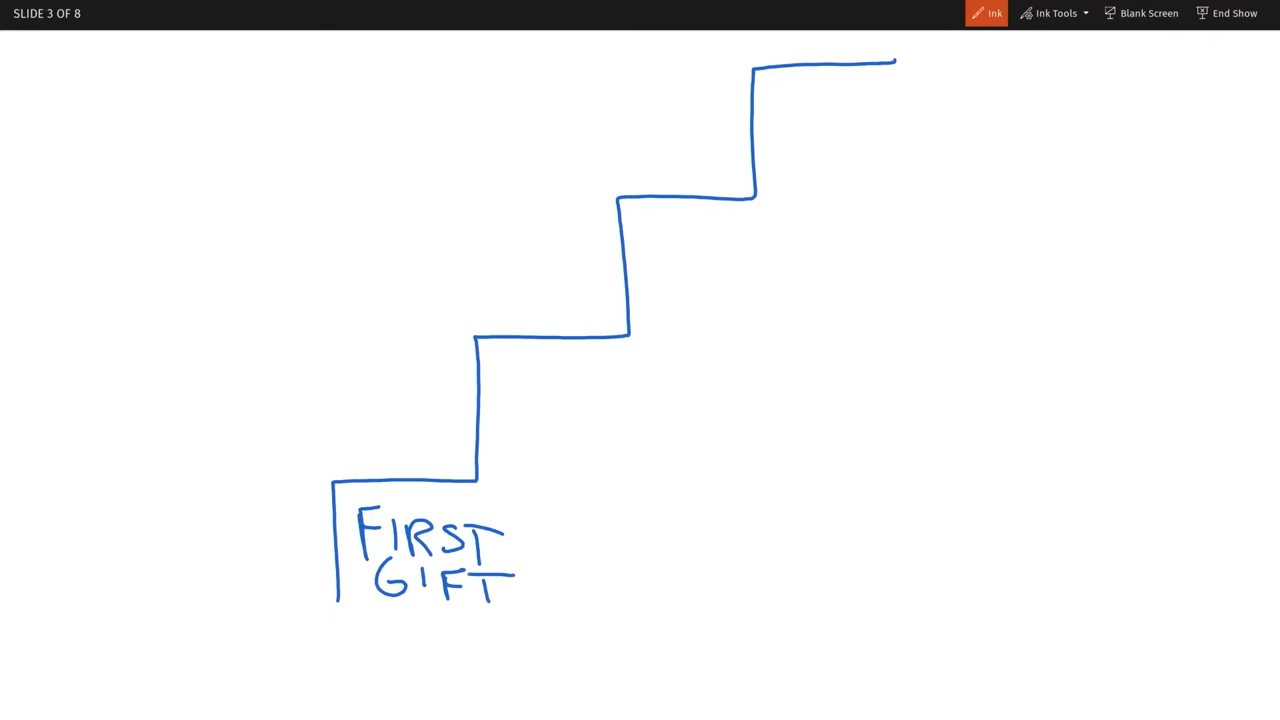 SLIDE 3 OF 8
Ink
Ink Tools
Blank Screen
End Show
FIRST
GIFT